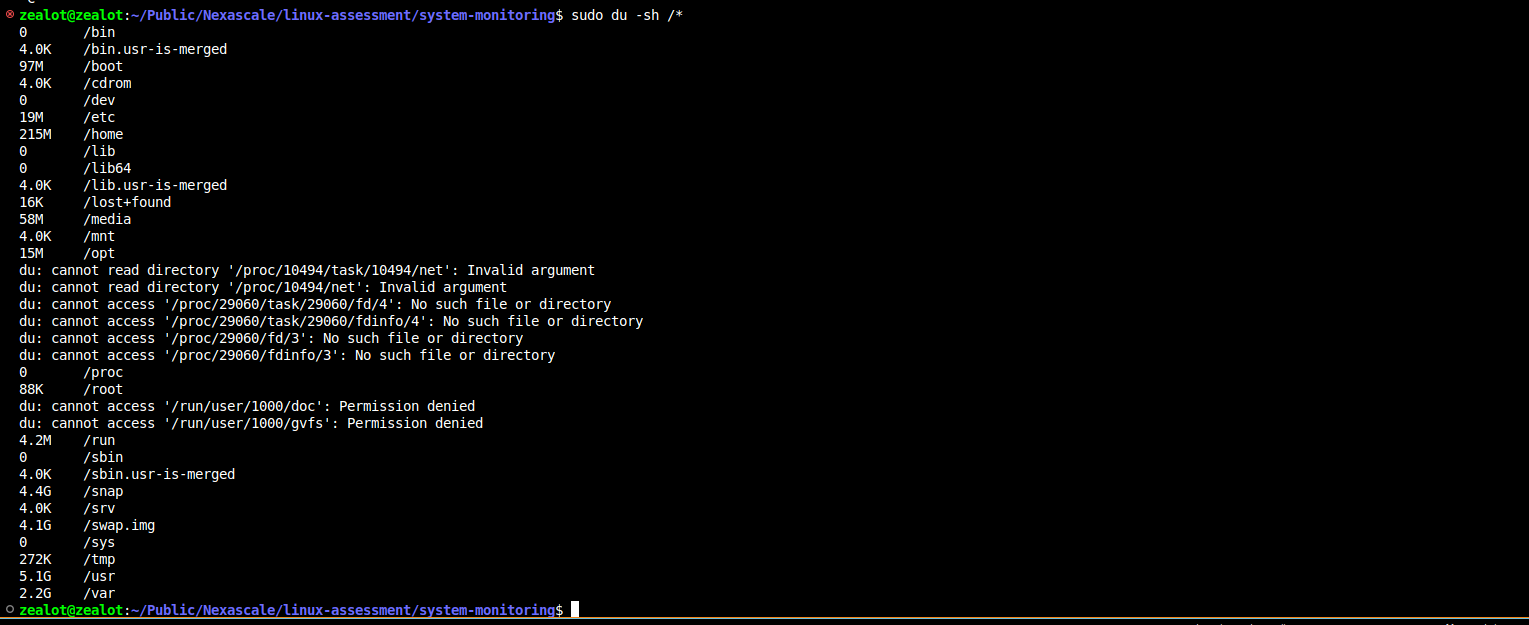 zealot@zealot:~/Public/Nexascale/linux-assessment/system-monitoring$ sudo du -sh /*
0       /bin
4.0K    /bin.usr-is-merged
97M     /boot
4.0K    /cdrom
0       /dev
19M     /etc
215M    /home
0       /lib
0       /lib64
4.0K    /lib.usr-is-merged
16K     /lost+found
58M     /media
4.0K    /mnt
15M     /opt
du: cannot read directory '/proc/10494/task/10494/net': Invalid argument
du: cannot read directory '/proc/10494/net': Invalid argument
du: cannot access '/proc/29060/task/29060/fd/4': No such file or directory
du: cannot access '/proc/29060/task/29060/fdinfo/4': No such file or directory
du: cannot access '/proc/29060/fd/3': No such file or directory
du: cannot access '/proc/29060/fdinfo/3': No such file or directory
0       /proc
88K     /root
du: cannot access '/run/user/1000/doc': Permission denied
du: cannot access '/run/user/1000/gvfs': Permission denied
4.2M    /run
0       /sbin
4.0K    /sbin.usr-is-merged
4.4G    /snap
4.0K    /srv
4.1G    /swap.img
0       /sys
272K    /tmp
5.1G    /usr
2.2G    /var
zealot@zealot:~/Public/Nexascale/linux-assessment/system-monitoring$